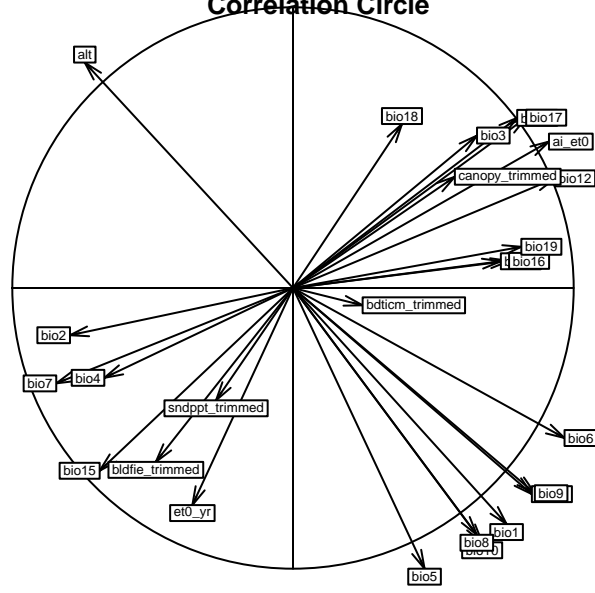 Correlation Circle
alt
bio18
bio17
bio3
ai_et0
canopy_trimmed
bio12
bio19
bio16
bdticm_trimmed
bio2
bio7
bio4
sndppt_trimmed
bio6
bio15
bldfie_trimmed
bio9
et0_yr
bio1
bio8
bio5